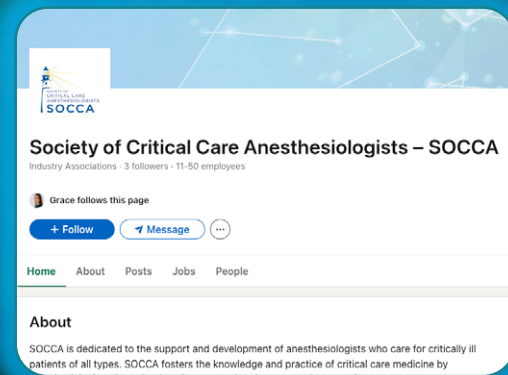 SOCIETY OF
CRITICAL CARE
ANESTHESIOLOGISTS
SOCCA
Society of Critical Care Anesthesiologists – SOCCA
Industry Associations · 3 followers · 11-50 employees
Grace follows this page
+ Follow Message ...
Home About Posts Jobs People
About
SOCCA is dedicated to the support and development of anesthesiologists who care for critically ill
patients of all types. SOCCA fosters the knowledge and practice of critical care medicine by